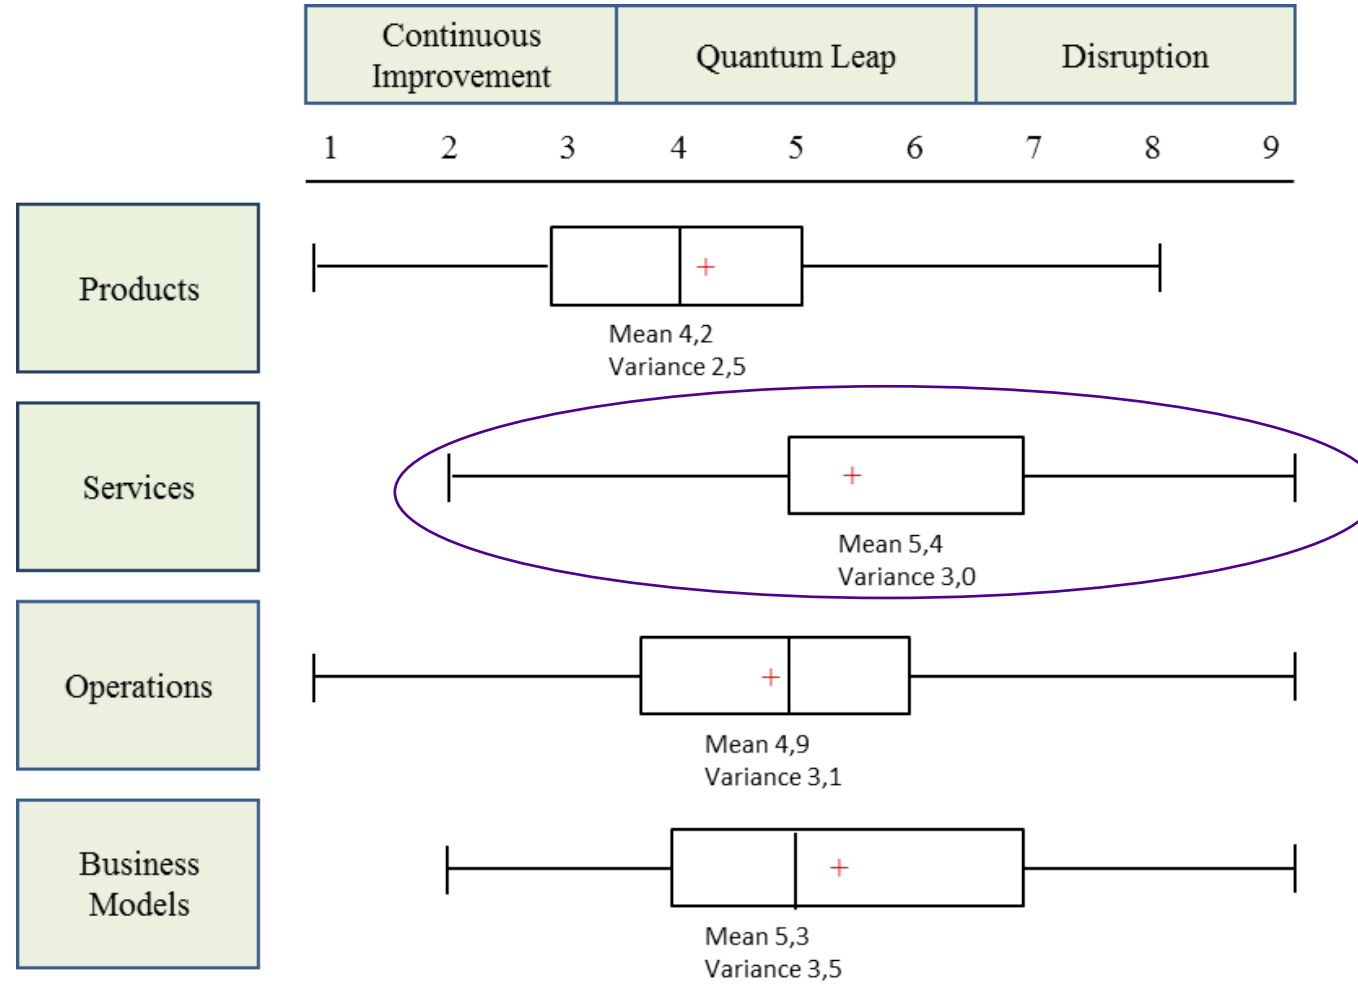 Continuous
Improvement
Quantum Leap
Disruption
1 2 3 4 5 6 7 8 9
Products
Mean 4,2
Variance 2,5
Services
Mean 5,4
Variance 3,0
Operations
Mean 4,9
Variance 3,1
Business
Models
Mean 5,3
Variance 3,5